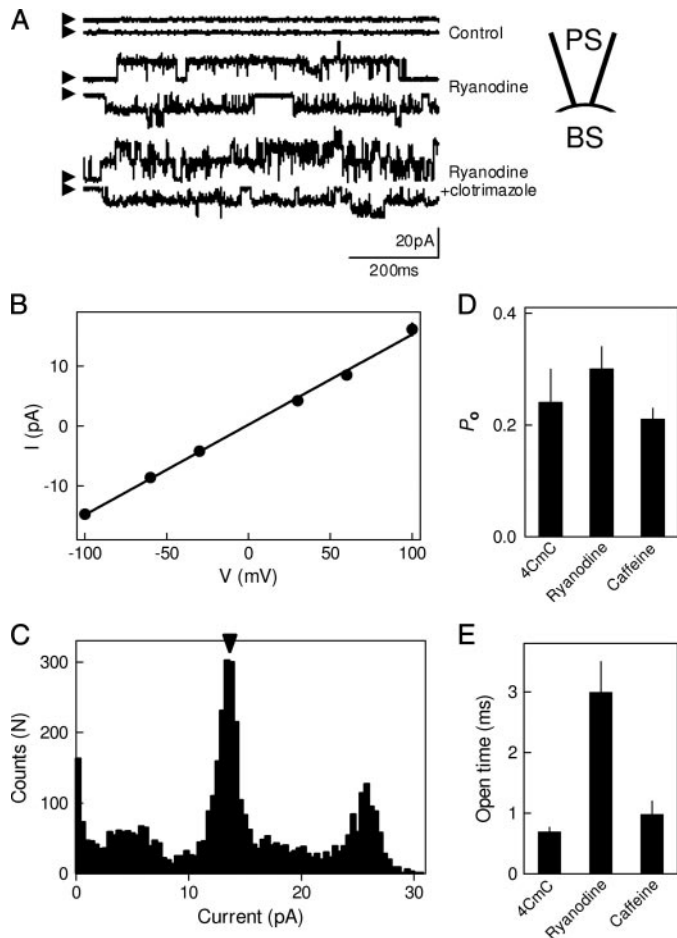 A
Control
Ryanodine
Ryanodine
+clotrimazole
20pA
200ms
PS
BS
B
I (pA)
10
0
-10
-100 -50 0 50 100
V (mV)
C
Counts (N)
300
200
100
0
0 10 20 30
Current (pA)
D
Po
0.4
0.2
0.0
4CmC Ryanodine Caffeine
E
Open time (ms)
3
2
1
0
4CmC Ryanodine Caffeine